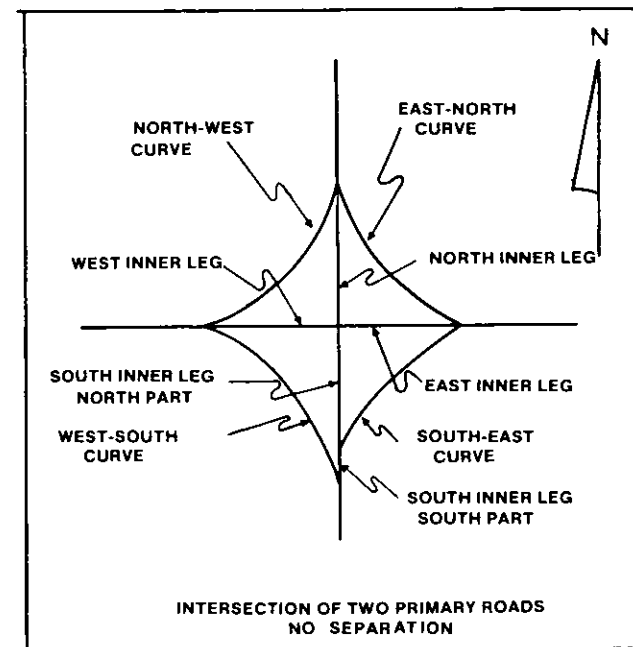 N
NORTH-WEST
CURVE
EAST-NORTH
CURVE
WEST INNER LEG
NORTH INNER LEG
SOUTH INNER LEG
NORTH PART
EAST INNER LEG
WEST-SOUTH
CURVE
SOUTH-EAST
CURVE
SOUTH INNER LEG
SOUTH PART
INTERSECTION OF TWO PRIMARY ROADS
NO SEPARATION